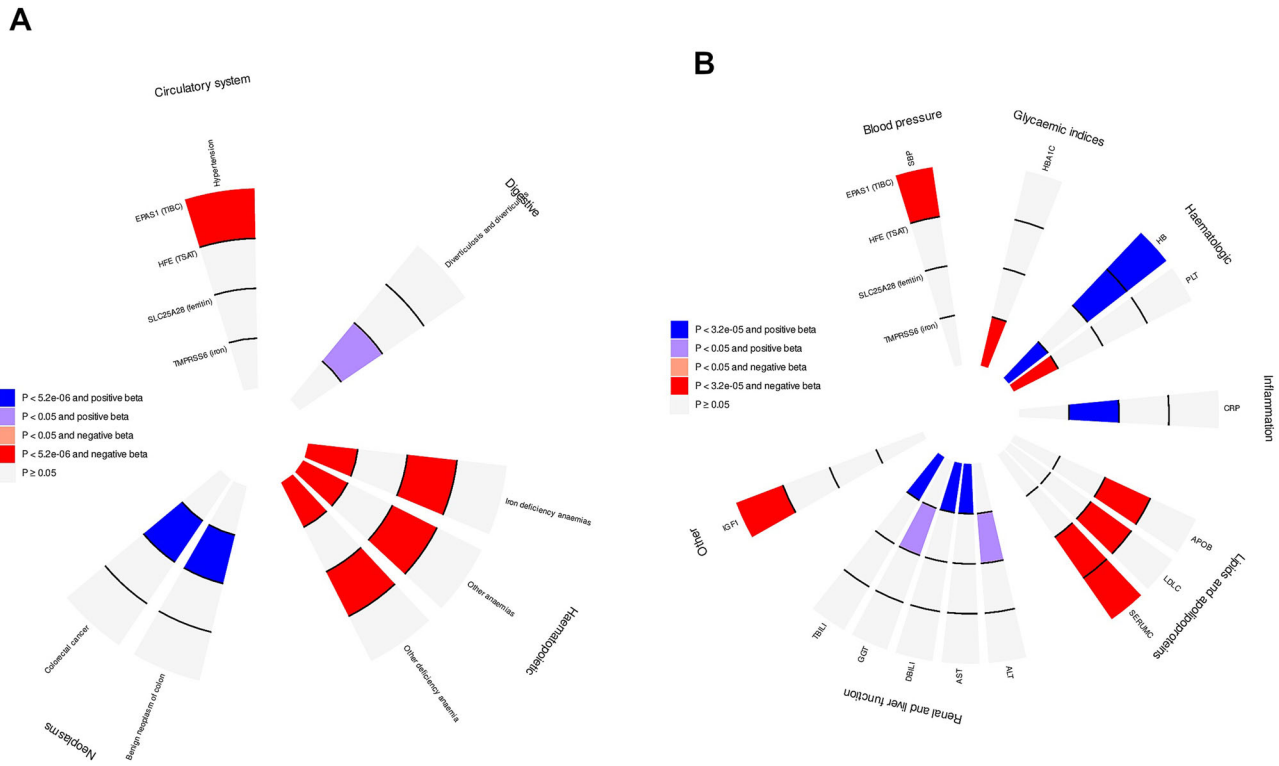 A
Circulatory system
Hypertension
EPAS1 (TIBC)
HFE (TSAT)
SLC25A28 (ferritin)
TMPRSS6 (iron)
Digestive
Diverticulosis and
P < 5.2e-06 and positive beta
P < 0.05 and positive beta
P < 0.05 and negative beta
P < 5.2e-06 and negative beta
P ≥ 0.05
Iron deficiency anaemias
Other anaemias
Other deficiency anaemia
Haematopoietic
Colorectal cancer
Benign neoplasm of colon
Neoplasms
B
Blood pressure
SBP
EPAS1 (TIBC)
HFE (TSAT)
SLC25A28 (ferritin)
TMPRSS6 (iron)
Glycaemic indices
HBA1C
Haematologic
HB
PLT
P < 3.2e-05 and positive beta
P < 0.05 and positive beta
P < 0.05 and negative beta
P < 3.2e-05 and negative beta
P ≥ 0.05
Inflammation
CRP
APOB
LDLC
SERUMC
Lipids and apolipoproteins
ALT
AST
DBILI
GGT
TBILI
Renal and liver function
IGF1
Other